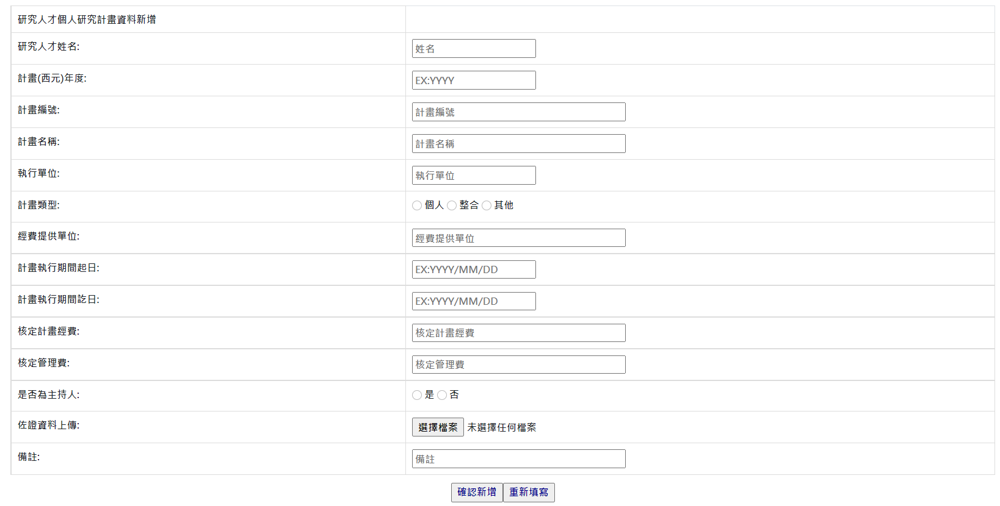 研究人才個人研究計畫資料新增
研究人才姓名: 姓名
計畫(西元)年度: EX:YYYY
計畫編號: 計畫編號
計畫名稱: 計畫名稱
執行單位: 執行單位
計畫類型: 個人 整合 其他
經費提供單位: 經費提供單位
計畫執行期間起日: EX:YYYY/MM/DD
計畫執行期間訖日: EX:YYYY/MM/DD
核定計畫經費: 核定計畫經費
核定管理費: 核定管理費
是否為主持人: 是 否
佐證資料上傳: 選擇檔案 未選擇任何檔案
備註: 備註
確認新增 重新填寫